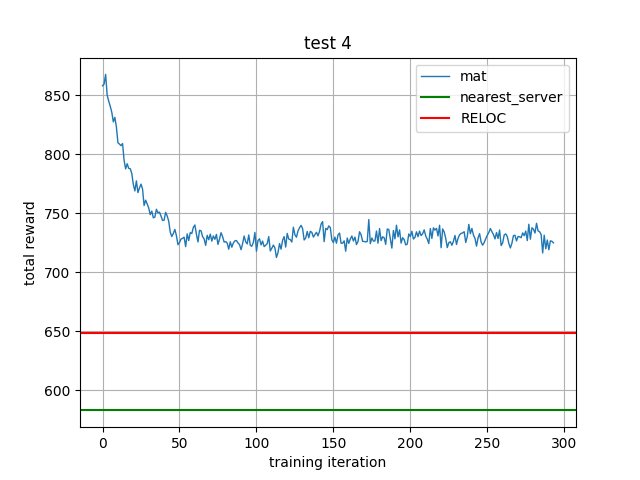 test 4
mat
nearest_server
RELOC
total reward
850
800
750
700
650
600
0 50 100 150 200 250 300
training iteration